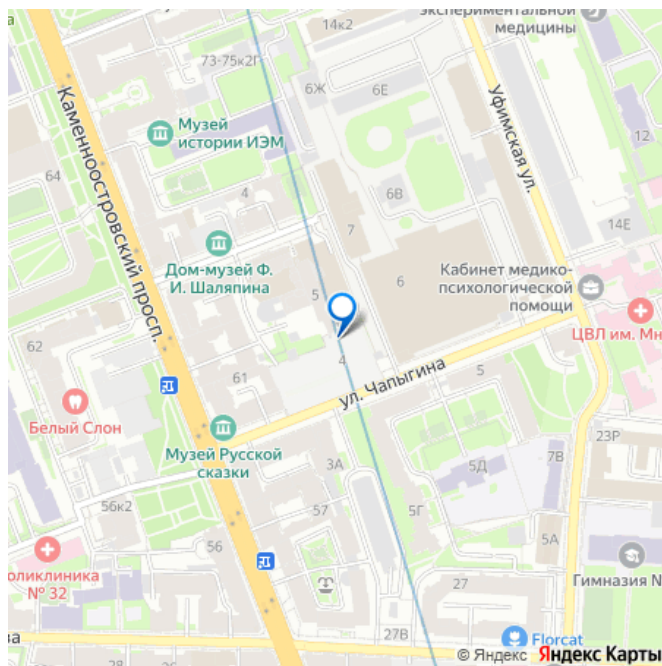 экспериментальной
медицины
14к2
73-75к2Г
6Ж
6Е
Каменноостровский просп.
Музей
истории ИЭМ
Уфимская ул.
12
64
4
6В
14Е
7
Дом-музей Ф.
И. Шаляпина
6
Кабинет медико-
психологической
помощи
5
ЦВЛ им. Мн
62
4
61
ул. Чапыгина
5
Белый Слон
Музей Русской
сказки
3А
23Р
5Д
7В
56к2
57
5Г
5А
56
оликлиника
№ 32
Гимназия N
27
27В
Florcat
© Яндекс Яндекс Карты